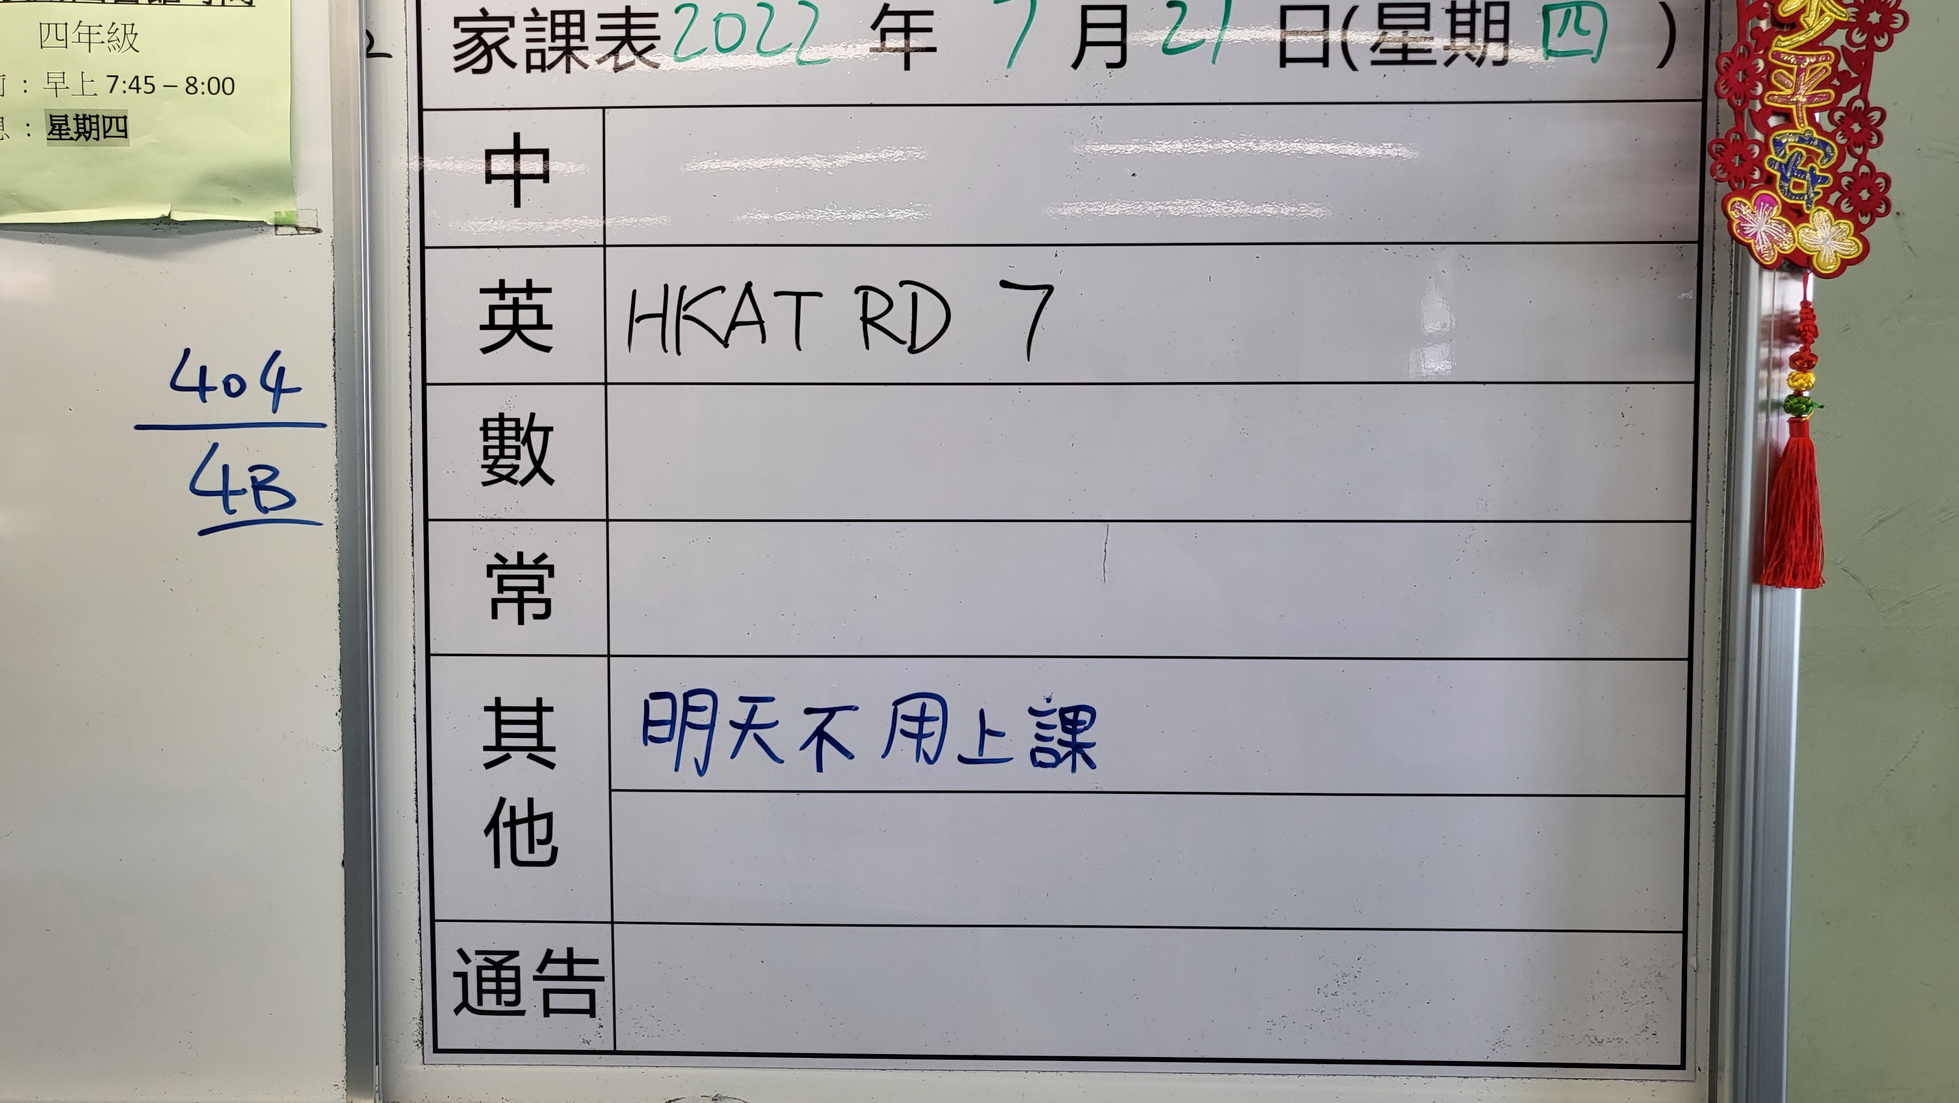 四年級
：早上 7:45 – 8:00
：星期四
404
4B
家課表 2022 年 7 月 21 日(星期 四 )
中
英 HKAT RD 7
數
常
其他 明天不用上課
通告
平安